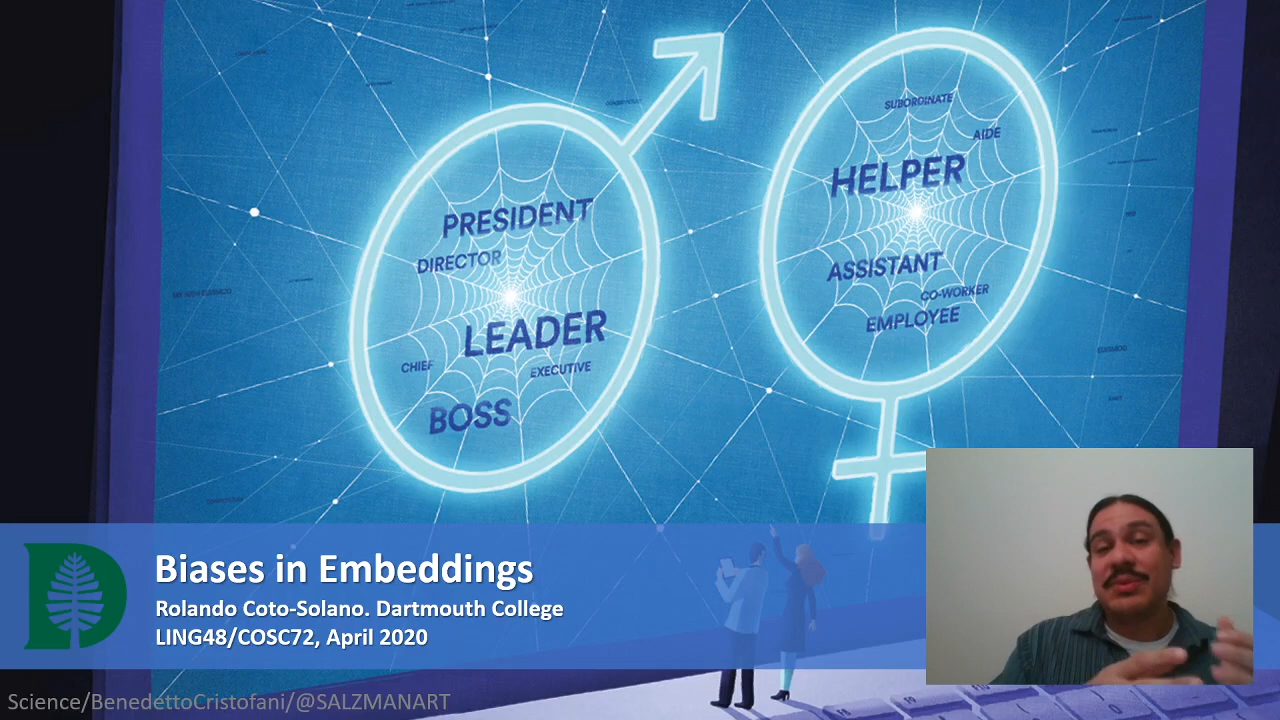 PRESIDENT
DIRECTOR
LEADER
CHIEF
EXECUTIVE
BOSS
SUBORDINATE
AIDE
HELPER
ASSISTANT
CO-WORKER
EMPLOYEE
Biases in Embeddings
Rolando Coto-Solano. Dartmouth College
LING48/COSC72, April 2020
Science/BenedettoCristofani/@SALZMANART